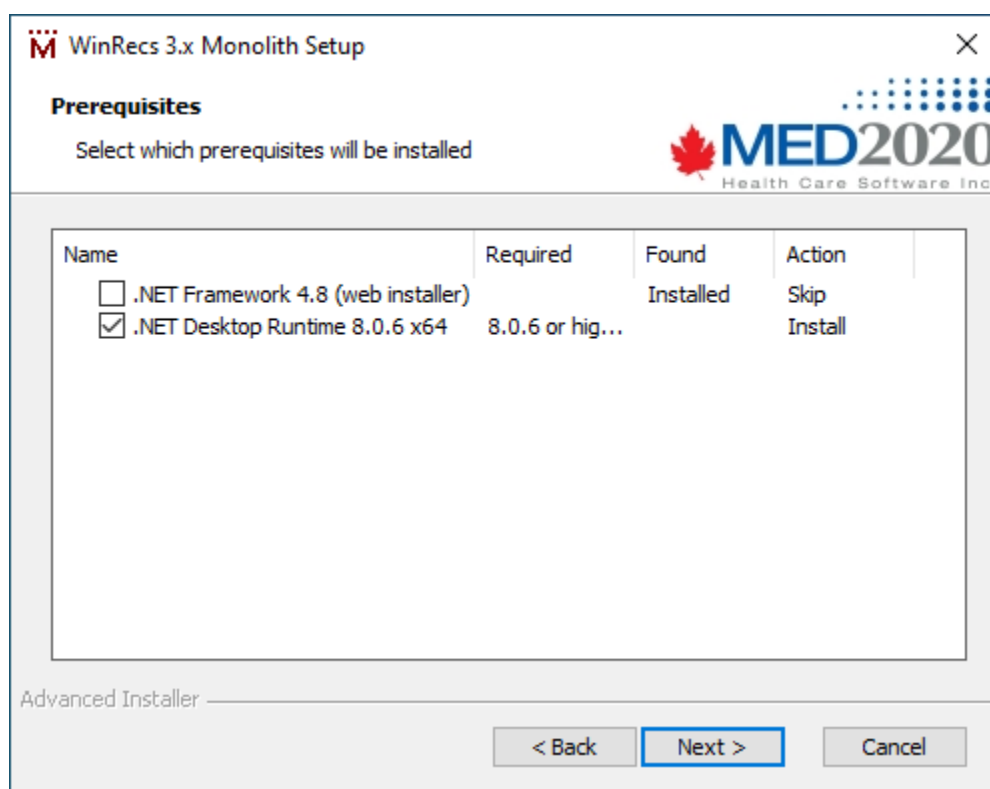 WinRecs 3.x Monolith Setup
Prerequisites
Select which prerequisites will be installed
MED2020
Health Care Software Inc
Name Required Found Action
.NET Framework 4.8 (web installer) Installed Skip
.NET Desktop Runtime 8.0.6 x64 8.0.6 or hig... Install
Advanced Installer
< Back Next > Cancel